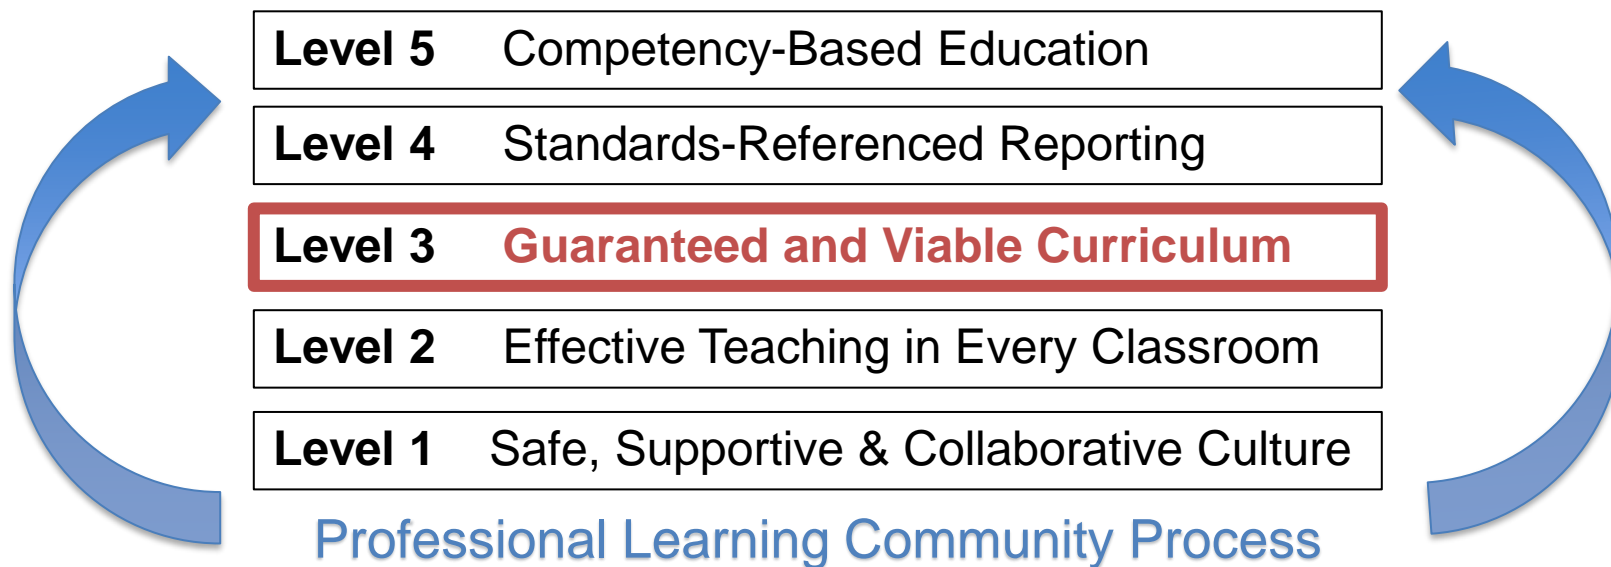 Level 5 Competency-Based Education
Level 4 Standards-Referenced Reporting
Level 3 Guaranteed and Viable Curriculum
Level 2 Effective Teaching in Every Classroom
Level 1 Safe, Supportive & Collaborative Culture
Professional Learning Community Process